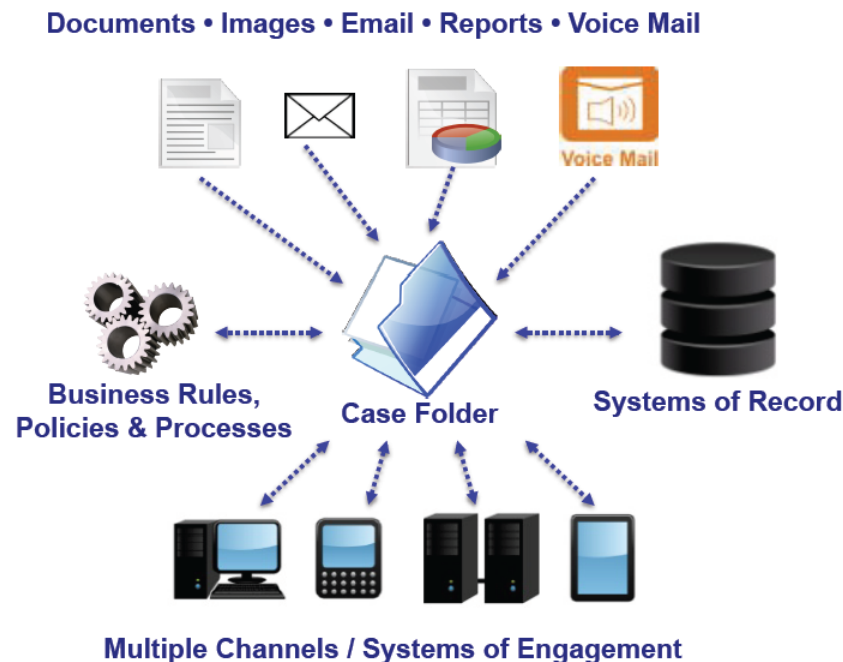 Documents • Images • Email • Reports • Voice Mail
Voice Mail
Business Rules,
Policies & Processes
Case Folder
Systems of Record
Multiple Channels / Systems of Engagement